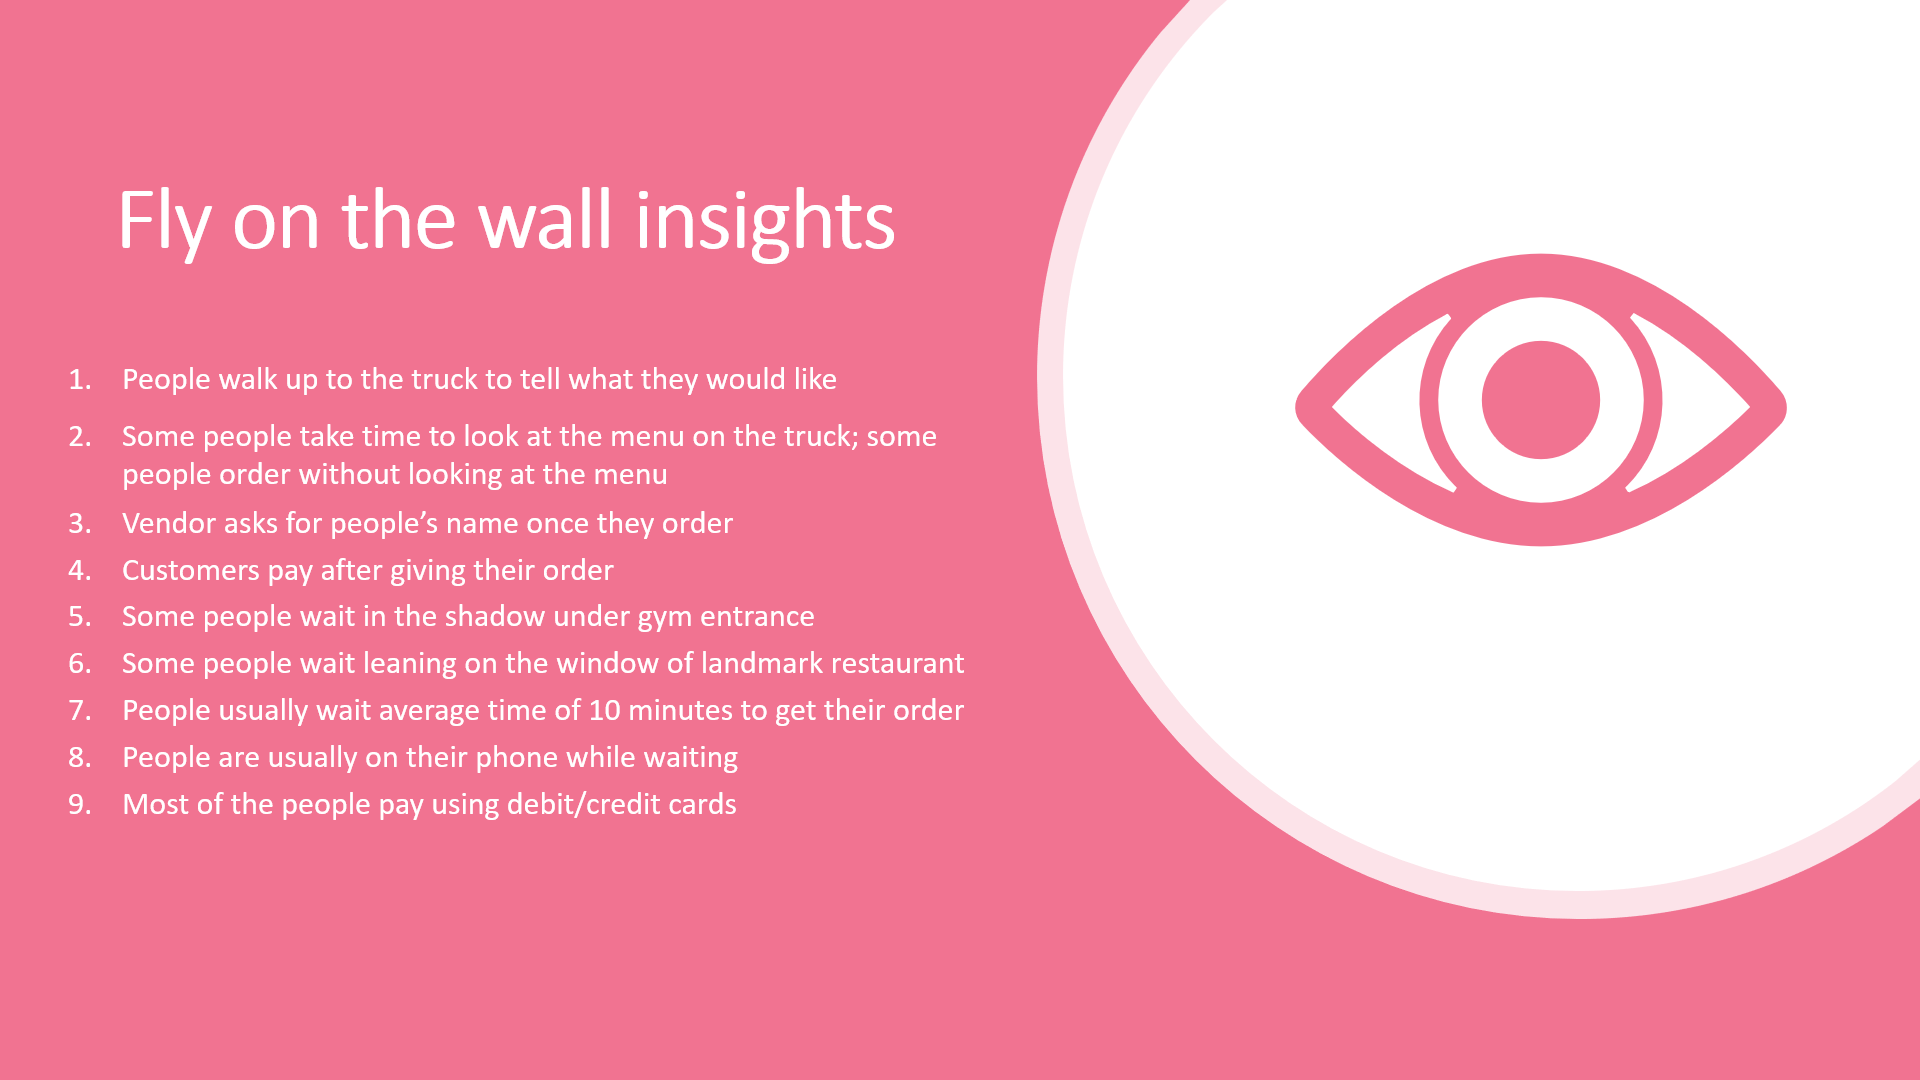 Fly on the wall insights
1. People walk up to the truck to tell what they would like
2. Some people take time to look at the menu on the truck; some
people order without looking at the menu
3. Vendor asks for people’s name once they order
4. Customers pay after giving their order
5. Some people wait in the shadow under gym entrance
6. Some people wait leaning on the window of landmark restaurant
7. People usually wait average time of 10 minutes to get their order
8. People are usually on their phone while waiting
9. Most of the people pay using debit/credit cards